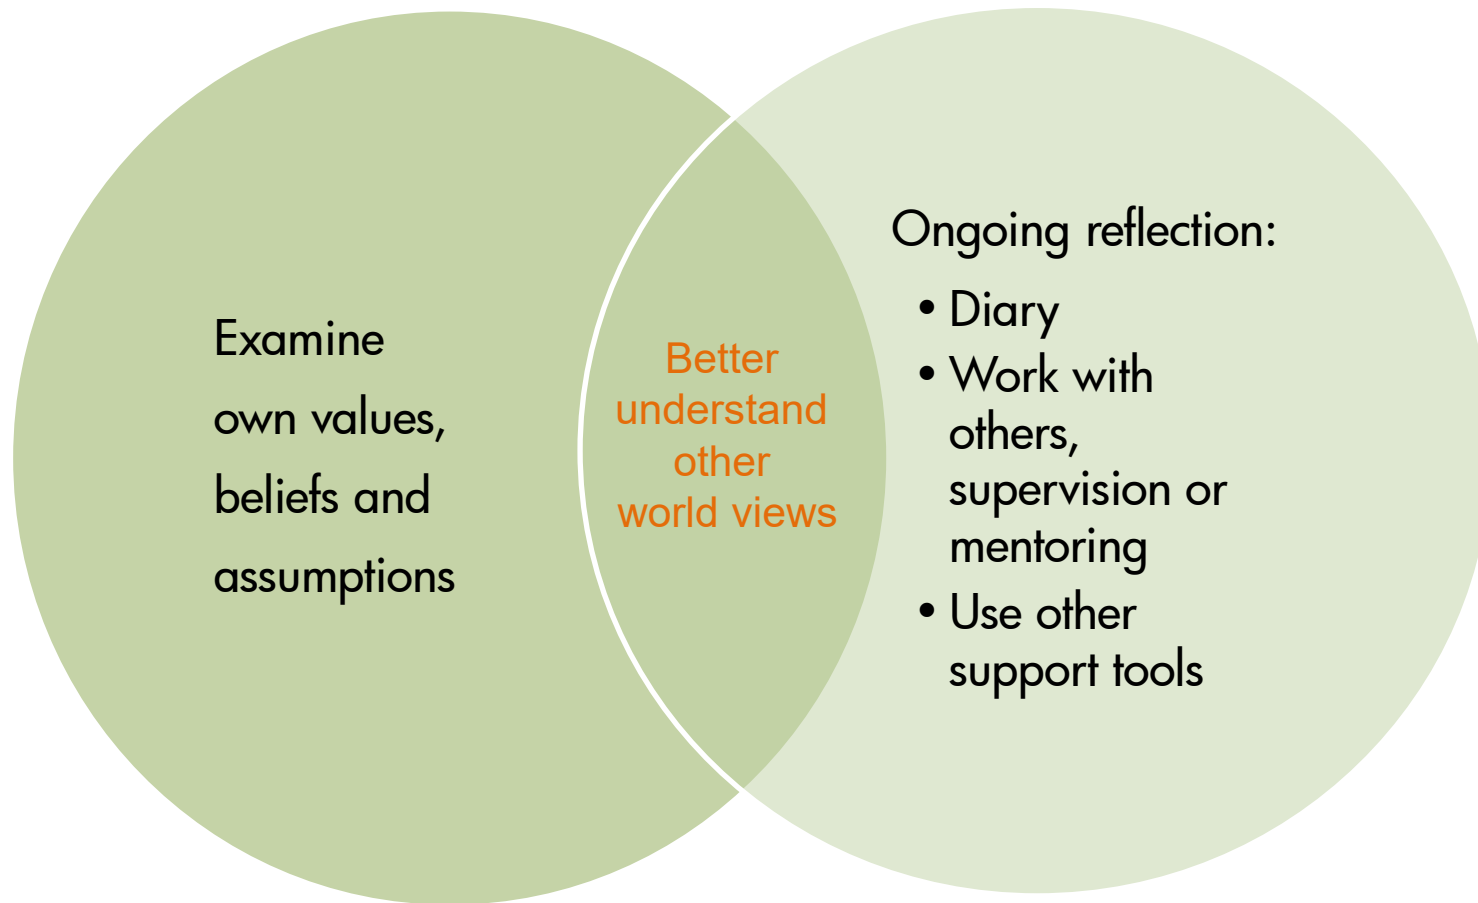 Examine
own values,
beliefs and
assumptions
Better
understand
other
world views
Ongoing reflection:
• Diary
• Work with
others,
supervision or
mentoring
• Use other
support tools